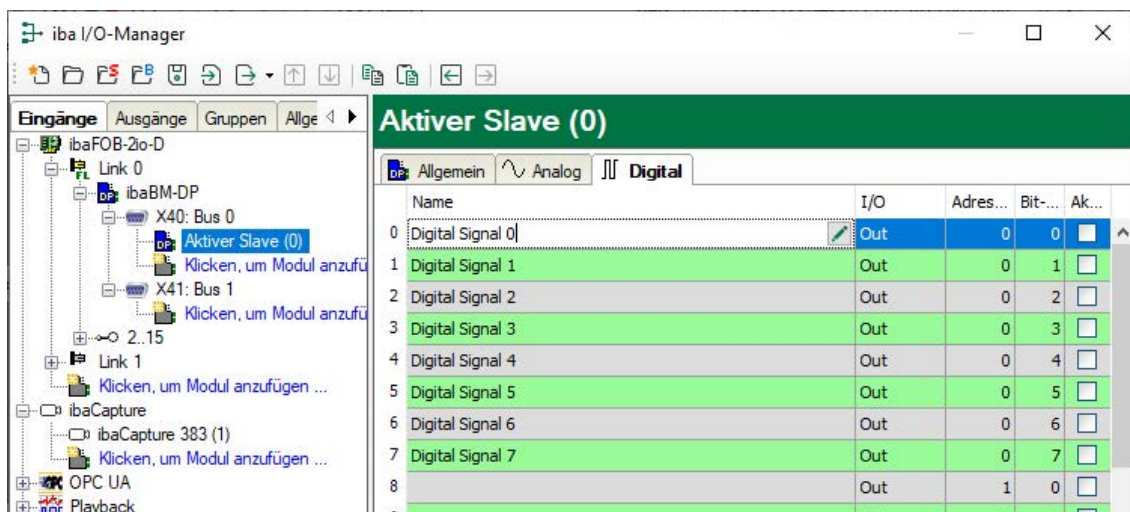 iba I/O-Manager
Eingänge Ausgänge Gruppen Allge
Aktiver Slave (0)
ibaFOB-2io-D
Link 0
ibaBM-DP
X40: Bus 0
Aktiver Slave (0)
Klicken, um Modul anzufü
X41: Bus 1
Klicken, um Modul anzufü
2..15
Link 1
Klicken, um Modul anzufügen ...
ibaCapture
ibaCapture 383 (1)
Klicken, um Modul anzufügen ...
OPC UA
Playback
Allgemein Analog Digital
Name I/O Adres... Bit-... Ak...
0 Digital Signal 0 Out 0 0
1 Digital Signal 1 Out 0 1
2 Digital Signal 2 Out 0 2
3 Digital Signal 3 Out 0 3
4 Digital Signal 4 Out 0 4
5 Digital Signal 5 Out 0 5
6 Digital Signal 6 Out 0 6
7 Digital Signal 7 Out 0 7
8 Out 1 0